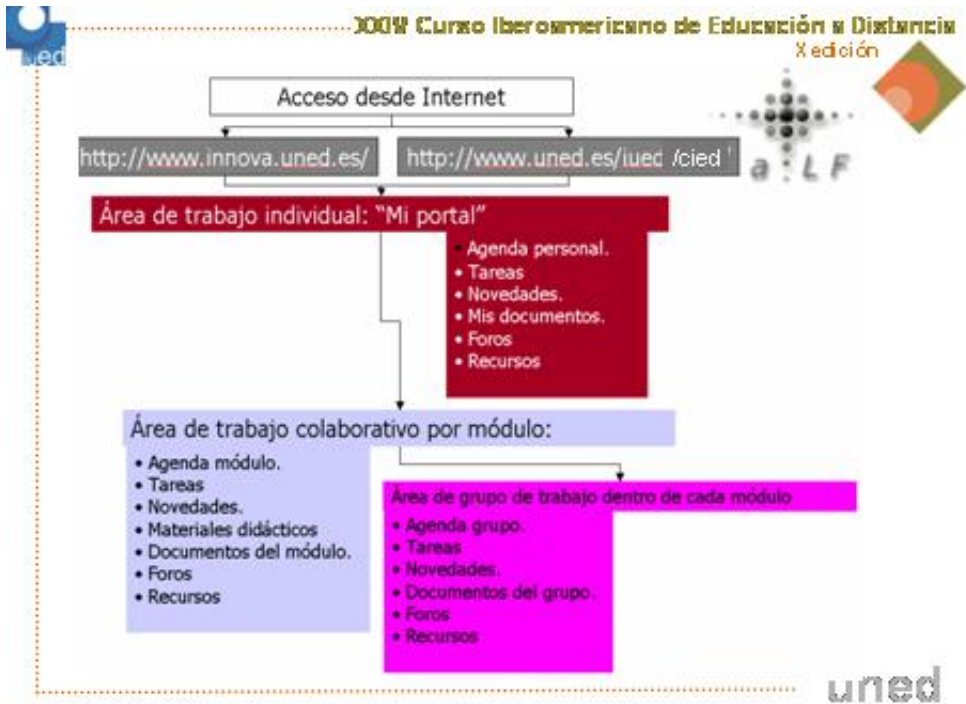 XXIV Curso Iberoamericano de Educación a Distancia
X edición
uned
Acceso desde Internet
aLF
http://www.innova.uned.es/
http://www.uned.es/iued /cied
Área de trabajo individual: “Mi portal”
• Agenda personal.
• Tareas
• Novedades.
• Mis documentos.
• Foros
• Recursos
Área de trabajo colaborativo por módulo:
• Agenda módulo.
• Tareas
• Novedades.
• Materiales didácticos
• Documentos del módulo.
• Foros
• Recursos
Área de grupo de trabajo dentro de cada módulo
• Agenda grupo.
• Tareas
• Novedades.
• Documentos del grupo.
• Foros
• Recursos
uned